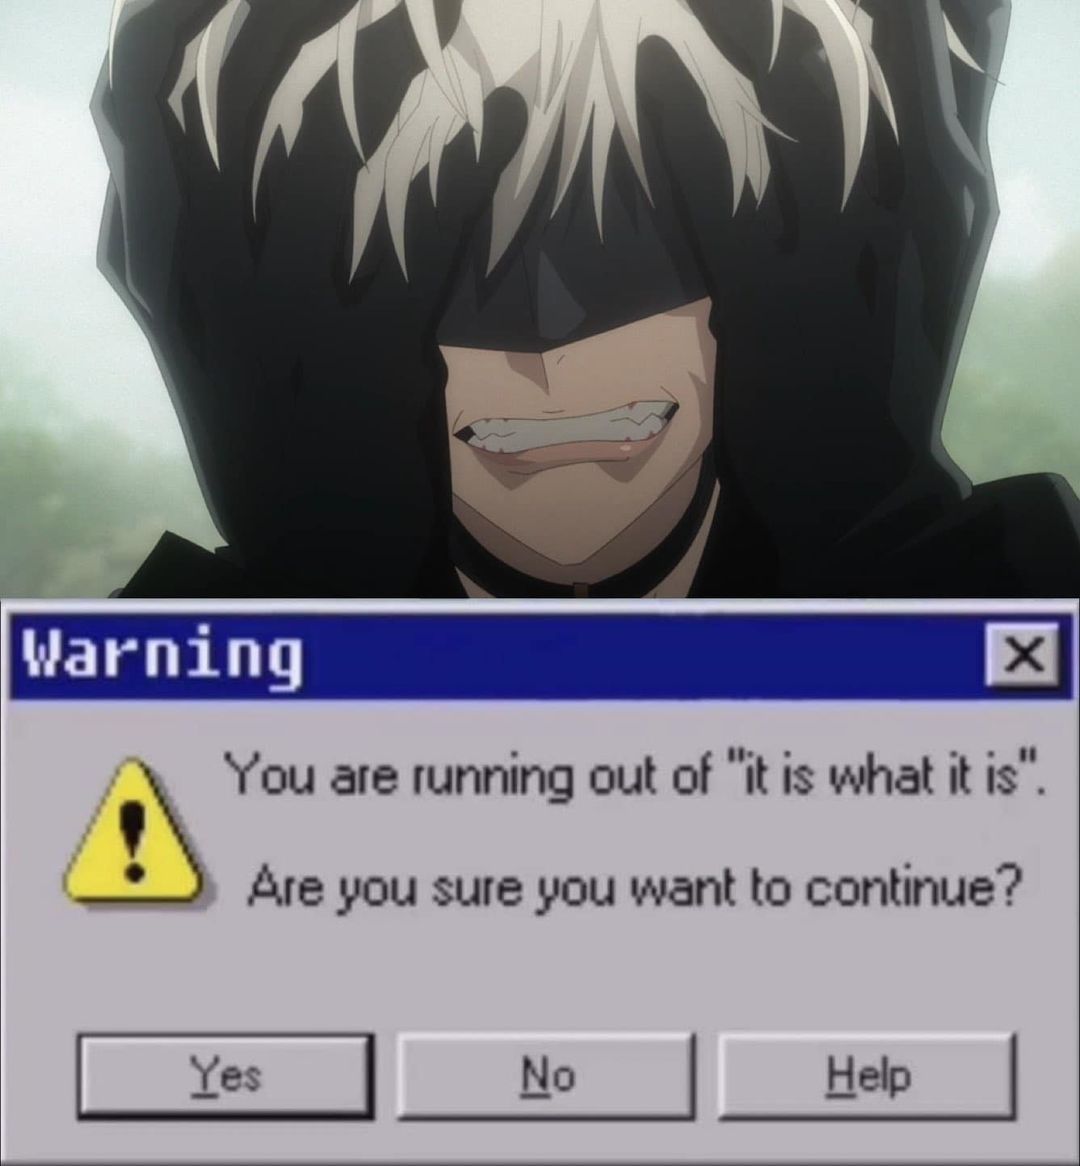 Warning
You are running out of "it is what it is".
Are you sure you want to continue?
Yes
No
Help